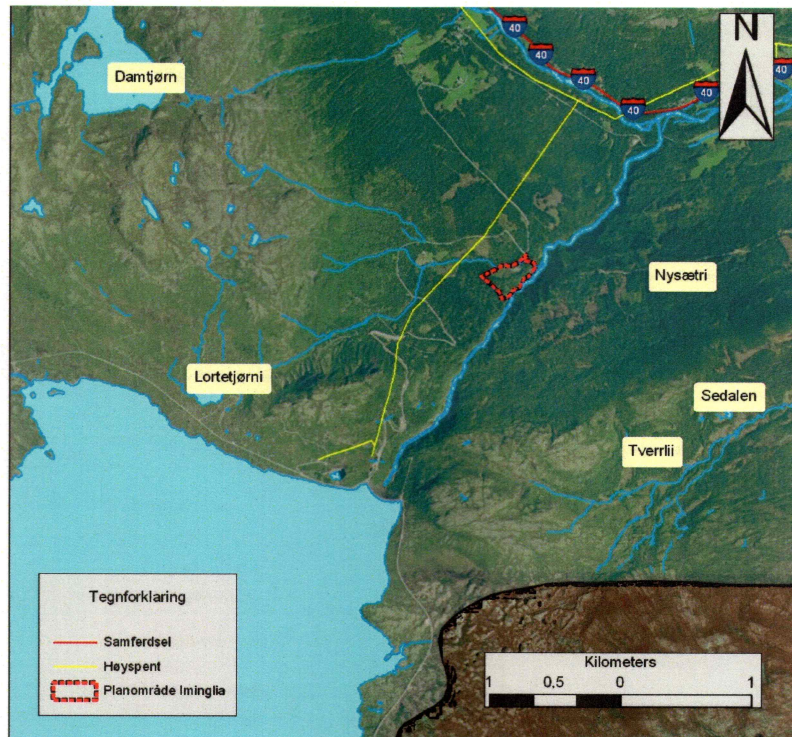 N
40
40
40
40
40
40
Damtjørn
Nysætri
Lortetjørni
Sedalen
Tverrlii
Tegnforklaring
Samferdsel
Høyspent
Planområde Iminglia
Kilometers
1 0,5 0 1